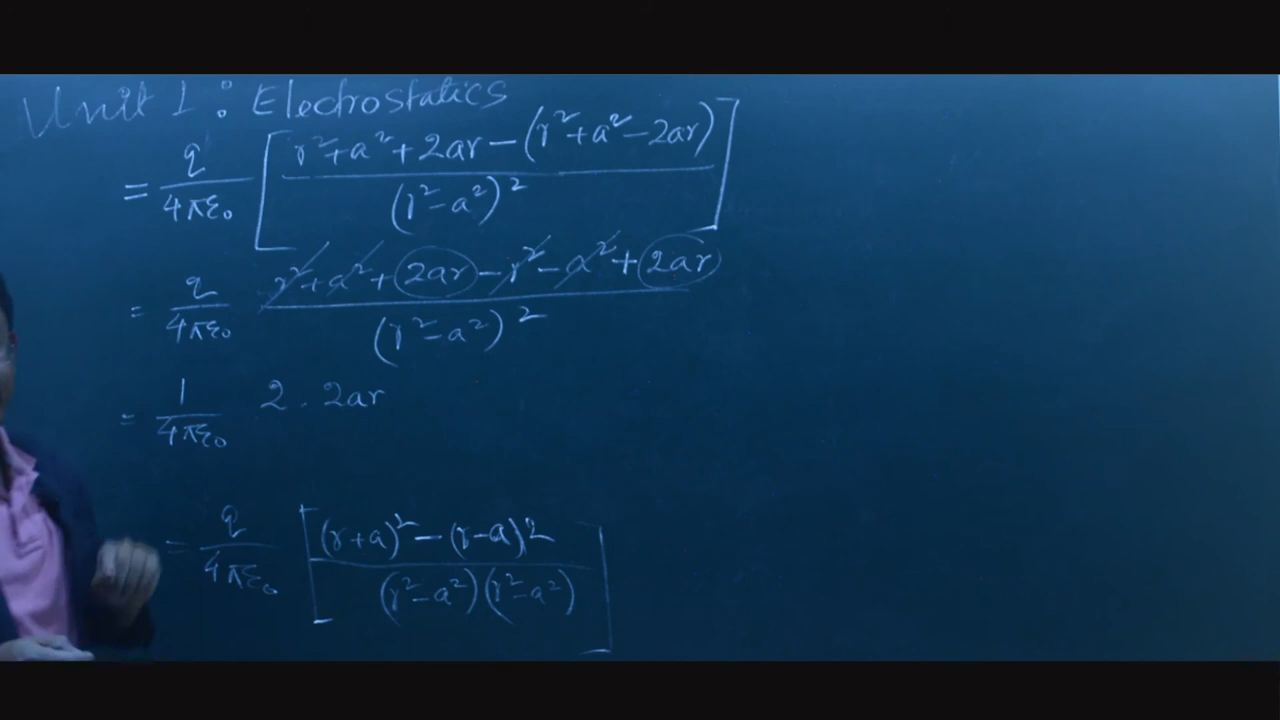 Unit 1 : Electrostatics
= q/4πε₀ [ r²+a²+2ar−(r²+a²−2ar) / (r²−a²)² ]
= q/4πε₀ r²+a²+2ar−r²−a²+2ar / (r²−a²)²
= 1/4πε₀ 2 . 2ar
= q/4πε₀ [ (r+a)²−(r−a)2 / (r²−a²)(r²−a²) ]